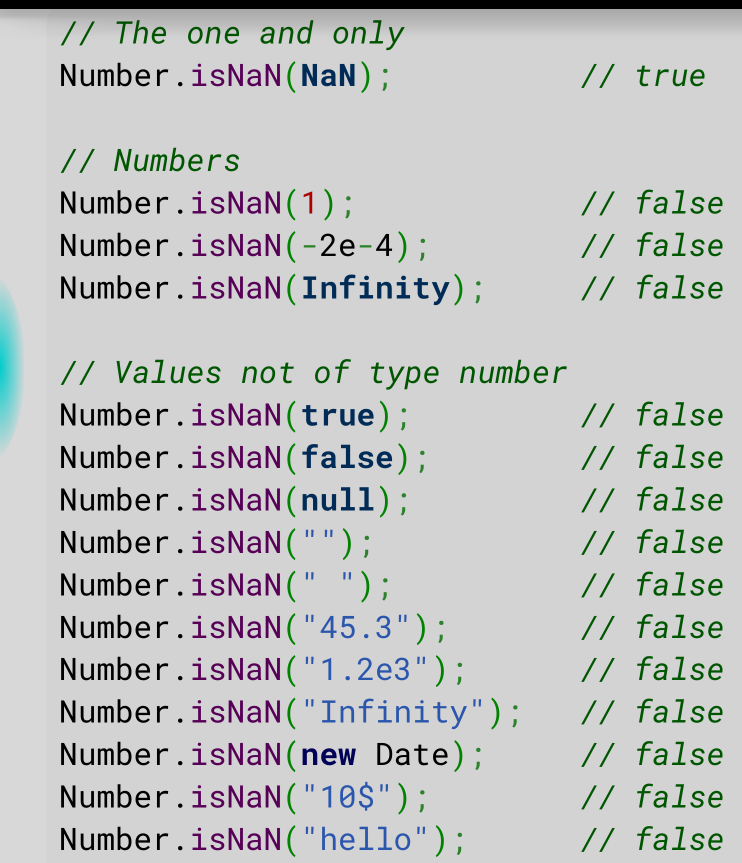 // The one and only
Number.isNaN(NaN); // true
// Numbers
Number.isNaN(1); // false
Number.isNaN(-2e-4); // false
Number.isNaN(Infinity); // false
// Values not of type number
Number.isNaN(true); // false
Number.isNaN(false); // false
Number.isNaN(null); // false
Number.isNaN(""); // false
Number.isNaN(" "); // false
Number.isNaN("45.3"); // false
Number.isNaN("1.2e3"); // false
Number.isNaN("Infinity"); // false
Number.isNaN(new Date); // false
Number.isNaN("10$"); // false
Number.isNaN("hello"); // false